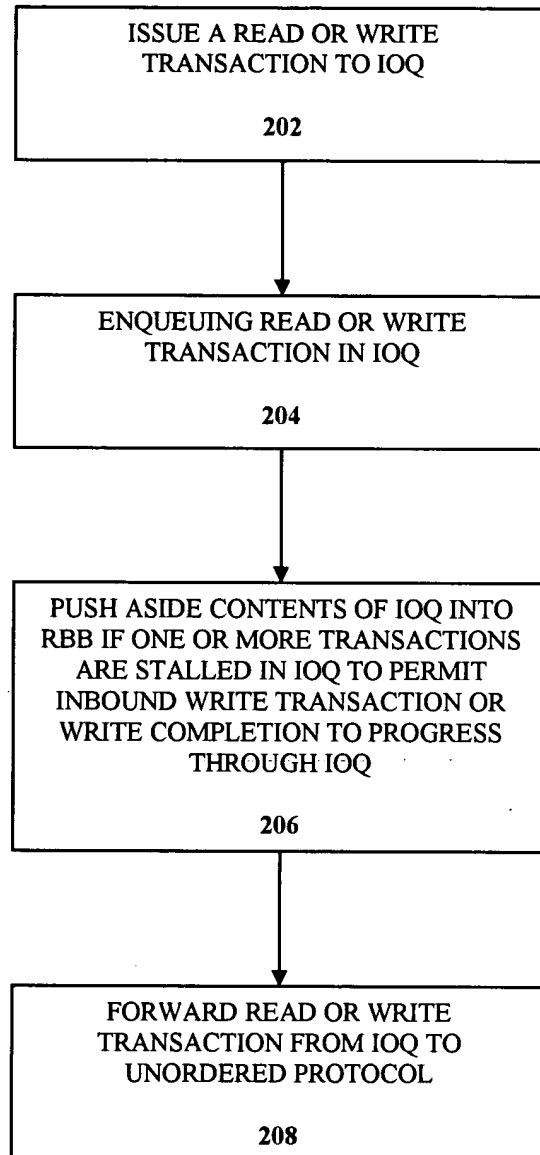 ISSUE A READ OR WRITE
TRANSACTION TO IOQ
202
ENQUEUING READ OR WRITE
TRANSACTION IN IOQ
204
PUSH ASIDE CONTENTS OF IOQ INTO
RBB IF ONE OR MORE TRANSACTIONS
ARE STALLED IN IOQ TO PERMIT
INBOUND WRITE TRANSACTION OR
WRITE COMPLETION TO PROGRESS
THROUGH IOQ
206
FORWARD READ OR WRITE
TRANSACTION FROM IOQ TO
UNORDERED PROTOCOL
208